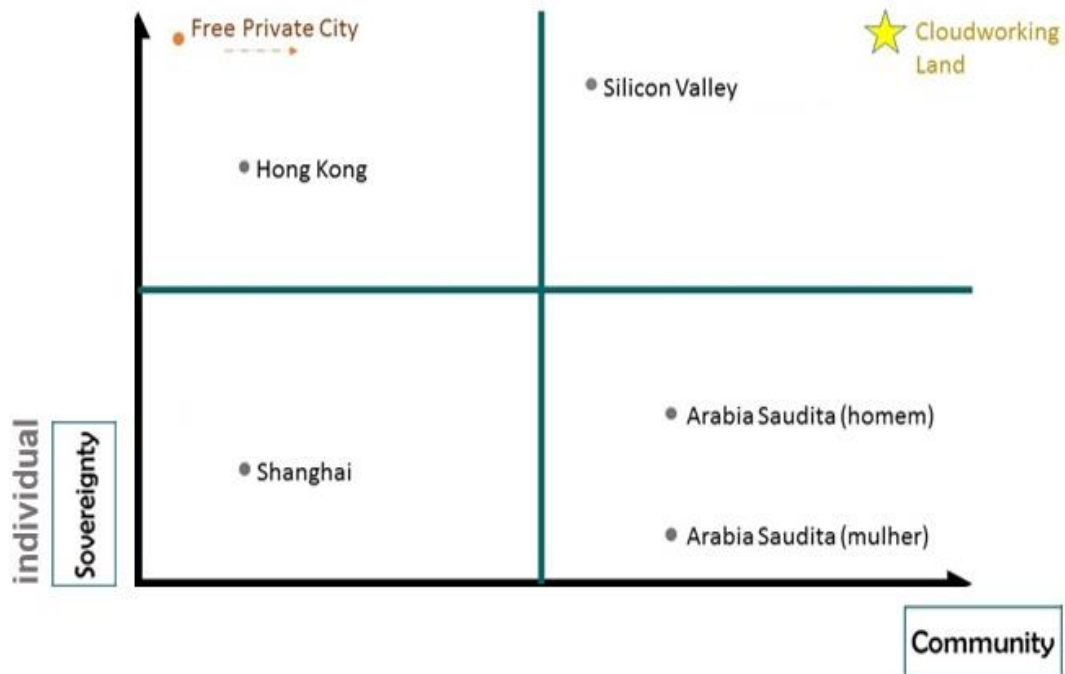 Free Private City
Cloudworking
Land
Silicon Valley
Hong Kong
Arabia Saudita (homem)
Shanghai
Arabia Saudita (mulher)
individual
Sovereignty
Community